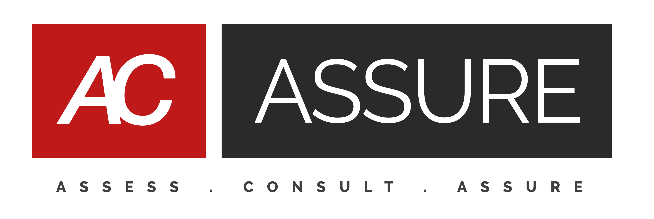 AC ASSURE
ASSESS . CONSULT . ASSURE